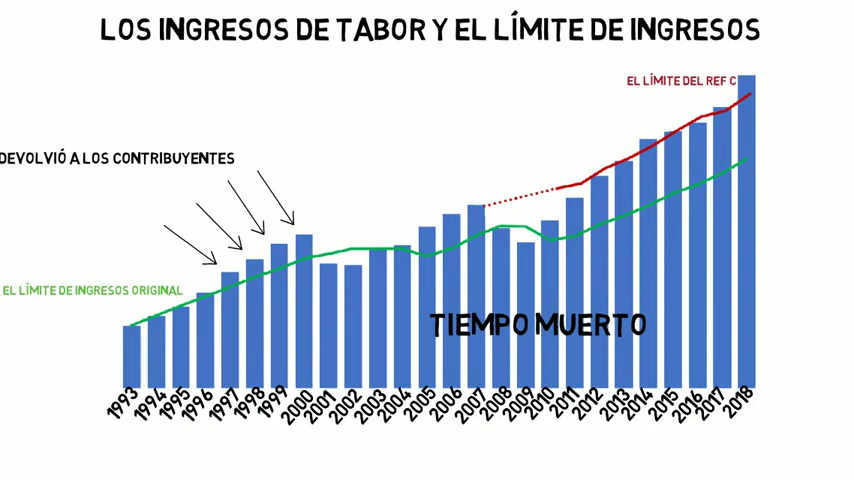 LOS INGRESOS DE TABOR Y EL LÍMITE DE INGRESOS
EL LÍMITE DEL REF C
DEVOLVIÓ A LOS CONTRIBUYENTES
EL LÍMITE DE INGRESOS ORIGINAL
TIEMPO MUERTO
1993 1994 1995 1996 1997 1998 1999 2000 2001 2002 2003 2004 2005 2006 2007 2008 2009 2010 2011 2012 2013 2014 2015 2016 2017 2018